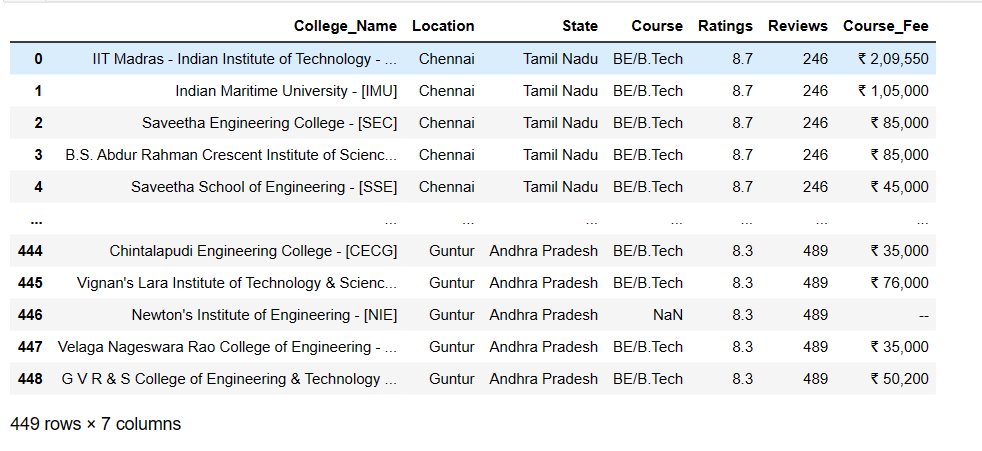 College_Name Location State Course Ratings Reviews Course_Fee
0 IIT Madras - Indian Institute of Technology - ... Chennai Tamil Nadu BE/B.Tech 8.7 246 ₹ 2,09,550
1 Indian Maritime University - [IMU] Chennai Tamil Nadu BE/B.Tech 8.7 246 ₹ 1,05,000
2 Saveetha Engineering College - [SEC] Chennai Tamil Nadu BE/B.Tech 8.7 246 ₹ 85,000
3 B.S. Abdur Rahman Crescent Institute of Scienc... Chennai Tamil Nadu BE/B.Tech 8.7 246 ₹ 85,000
4 Saveetha School of Engineering - [SSE] Chennai Tamil Nadu BE/B.Tech 8.7 246 ₹ 45,000
... ... ... ... ... ... ... ...
444 Chintalapudi Engineering College - [CECG] Guntur Andhra Pradesh BE/B.Tech 8.3 489 ₹ 35,000
445 Vignan's Lara Institute of Technology & Scienc... Guntur Andhra Pradesh BE/B.Tech 8.3 489 ₹ 76,000
446 Newton's Institute of Engineering - [NIE] Guntur Andhra Pradesh NaN 8.3 489 --
447 Velaga Nageswara Rao College of Engineering - ... Guntur Andhra Pradesh BE/B.Tech 8.3 489 ₹ 35,000
448 G V R & S College of Engineering & Technology ... Guntur Andhra Pradesh BE/B.Tech 8.3 489 ₹ 50,200
449 rows × 7 columns